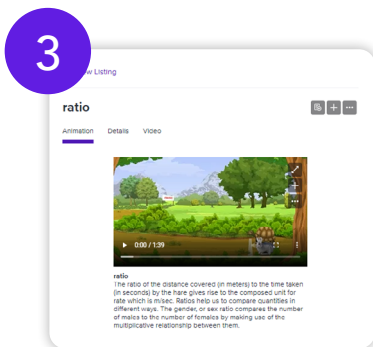 3
w Listing
ratio
Animation Details Video
0:00 / 1:39
ratio
The ratio of the distance covered (in meters) to the time taken
(in seconds) by the hare gives rise to the composed unit for
rate which is m/sec. Ratios help us to compare quantities in
different ways. The gender, or sex ratio compares the number
of males to the number of females by making use of the
multiplicative relationship between them.